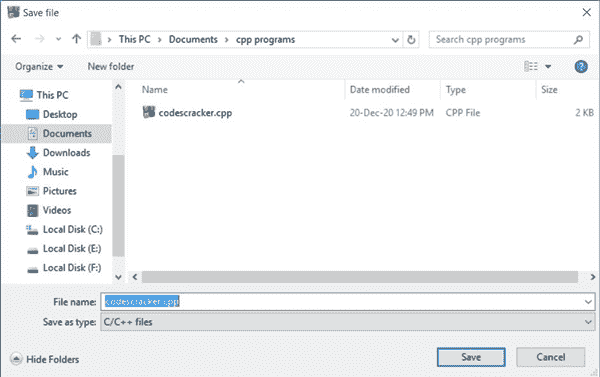 Save file
This PC > Documents > cpp programs
Search cpp programs
Organize
New folder
Name Date modified Type Size
codescracker.cpp 20-Dec-20 12:49 PM CPP File 2 KB
This PC
Desktop
Documents
Downloads
Music
Pictures
Videos
Local Disk (C:)
Local Disk (E:)
Local Disk (F:)
File name: codescracker.cpp
Save as type: C/C++ files
Hide Folders
Save
Cancel